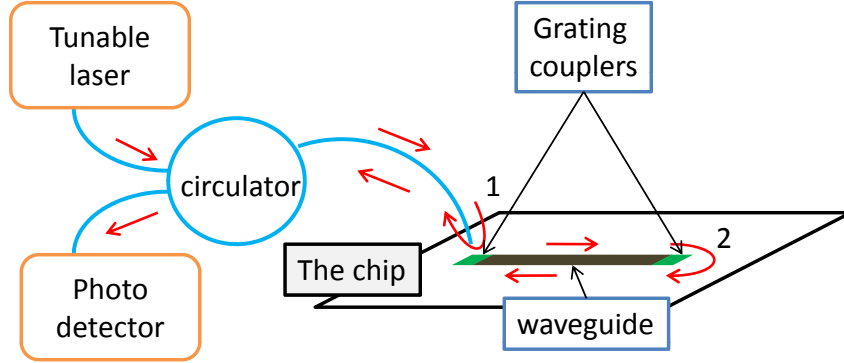 Tunable
laser
Grating
couplers
circulator
1
2
The chip
Photo
detector
waveguide